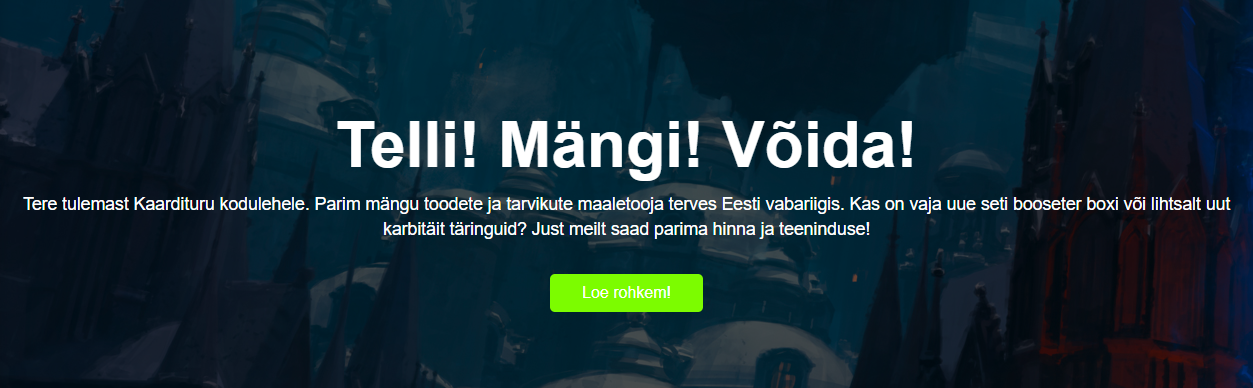 Telli! Mängi! Võida!
Tere tulemast Kaardituru kodulehele. Parim mängu toodete ja tarvikute maaletooja terves Eesti vabariigis. Kas on vaja uue seti booseter boxi või lihtsalt uut
karbitäit täringuid? Just meilt saad parima hinna ja teeninduse!
Loe rohkem!